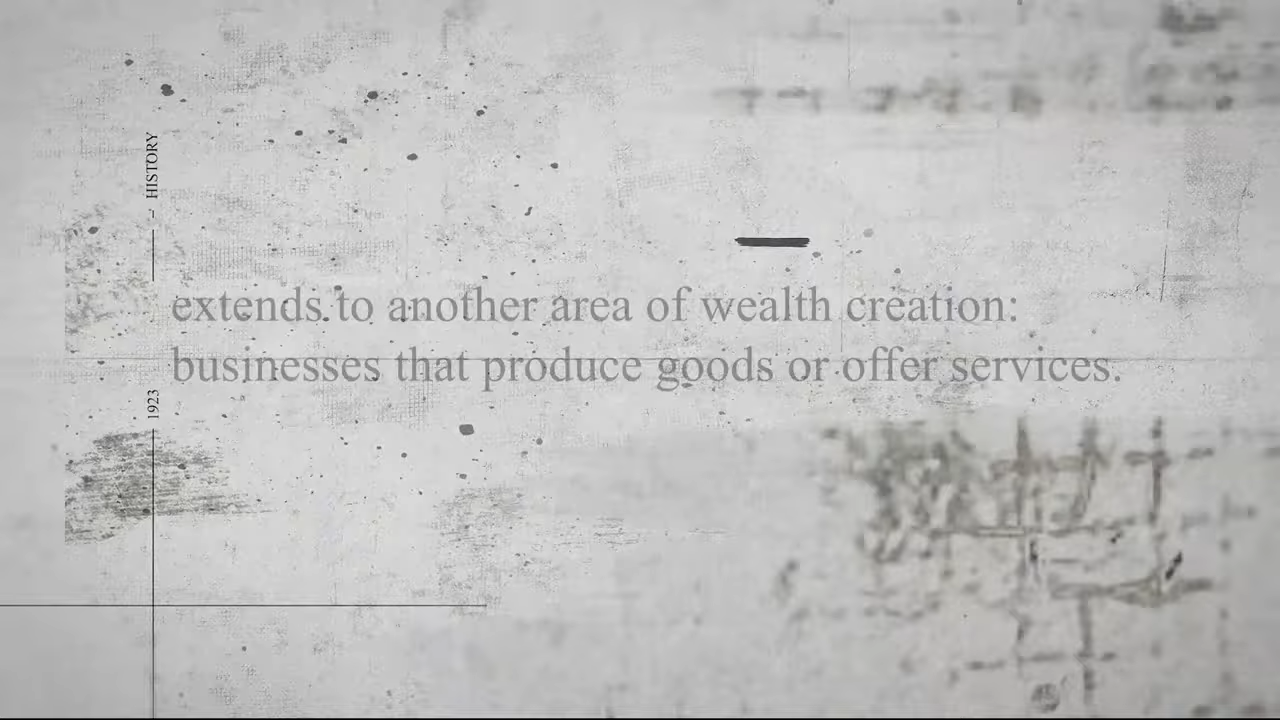 HISTORY
1923
extends to another area of wealth creation:
businesses that produce goods or offer services.